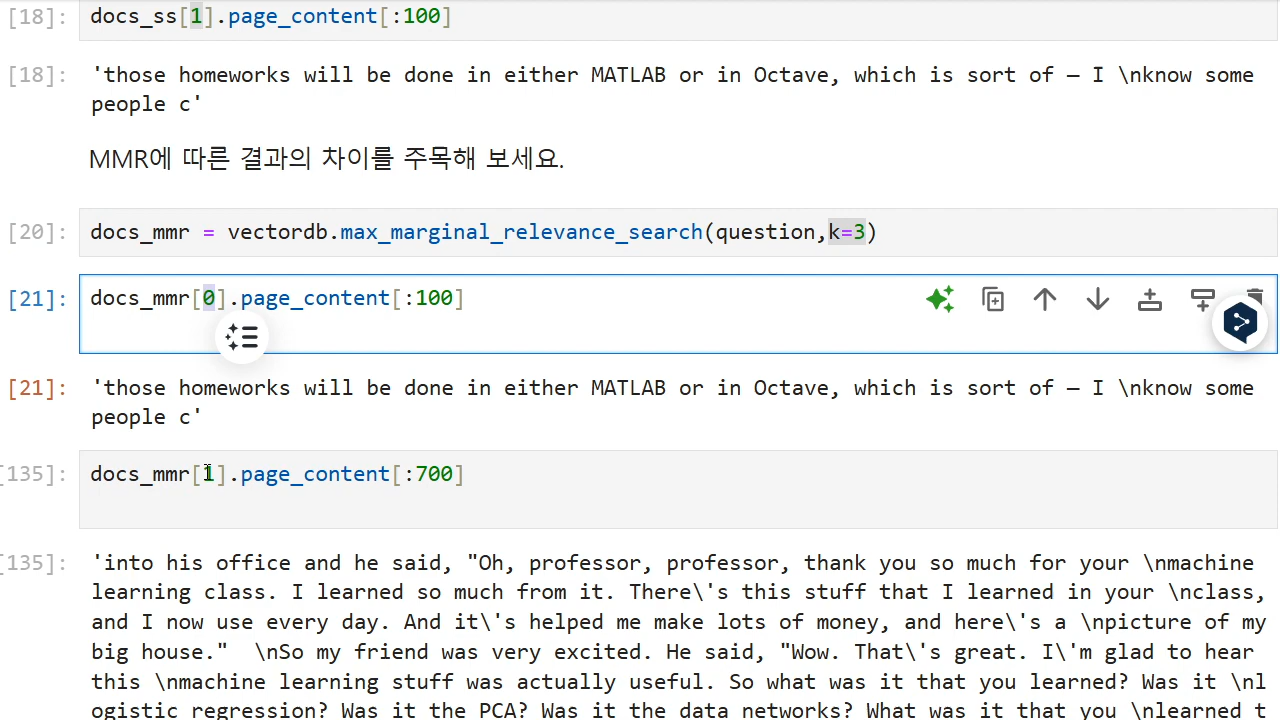 [18]: docs_ss[1].page_content[:100]
[18]: 'those homeworks will be done in either MATLAB or in Octave, which is sort of — I \nknow some
people c'
MMR에 따른 결과의 차이를 주목해 보세요.
[20]: docs_mmr = vectordb.max_marginal_relevance_search(question,k=3)
[21]: docs_mmr[0].page_content[:100]
[21]: 'those homeworks will be done in either MATLAB or in Octave, which is sort of — I \nknow some
people c'
[135]: docs_mmr[1].page_content[:700]
[135]: 'into his office and he said, "Oh, professor, professor, thank you so much for your \nmachine
learning class. I learned so much from it. There\'s this stuff that I learned in your \nclass,
and I now use every day. And it\'s helped me make lots of money, and here\'s a \npicture of my
big house."  \nSo my friend was very excited. He said, "Wow. That\'s great. I\'m glad to hear
this \nmachine learning stuff was actually useful. So what was it that you learned? Was it \nl
ogistic regression? Was it the PCA? Was it the data networks? What was it that you \nlearned t